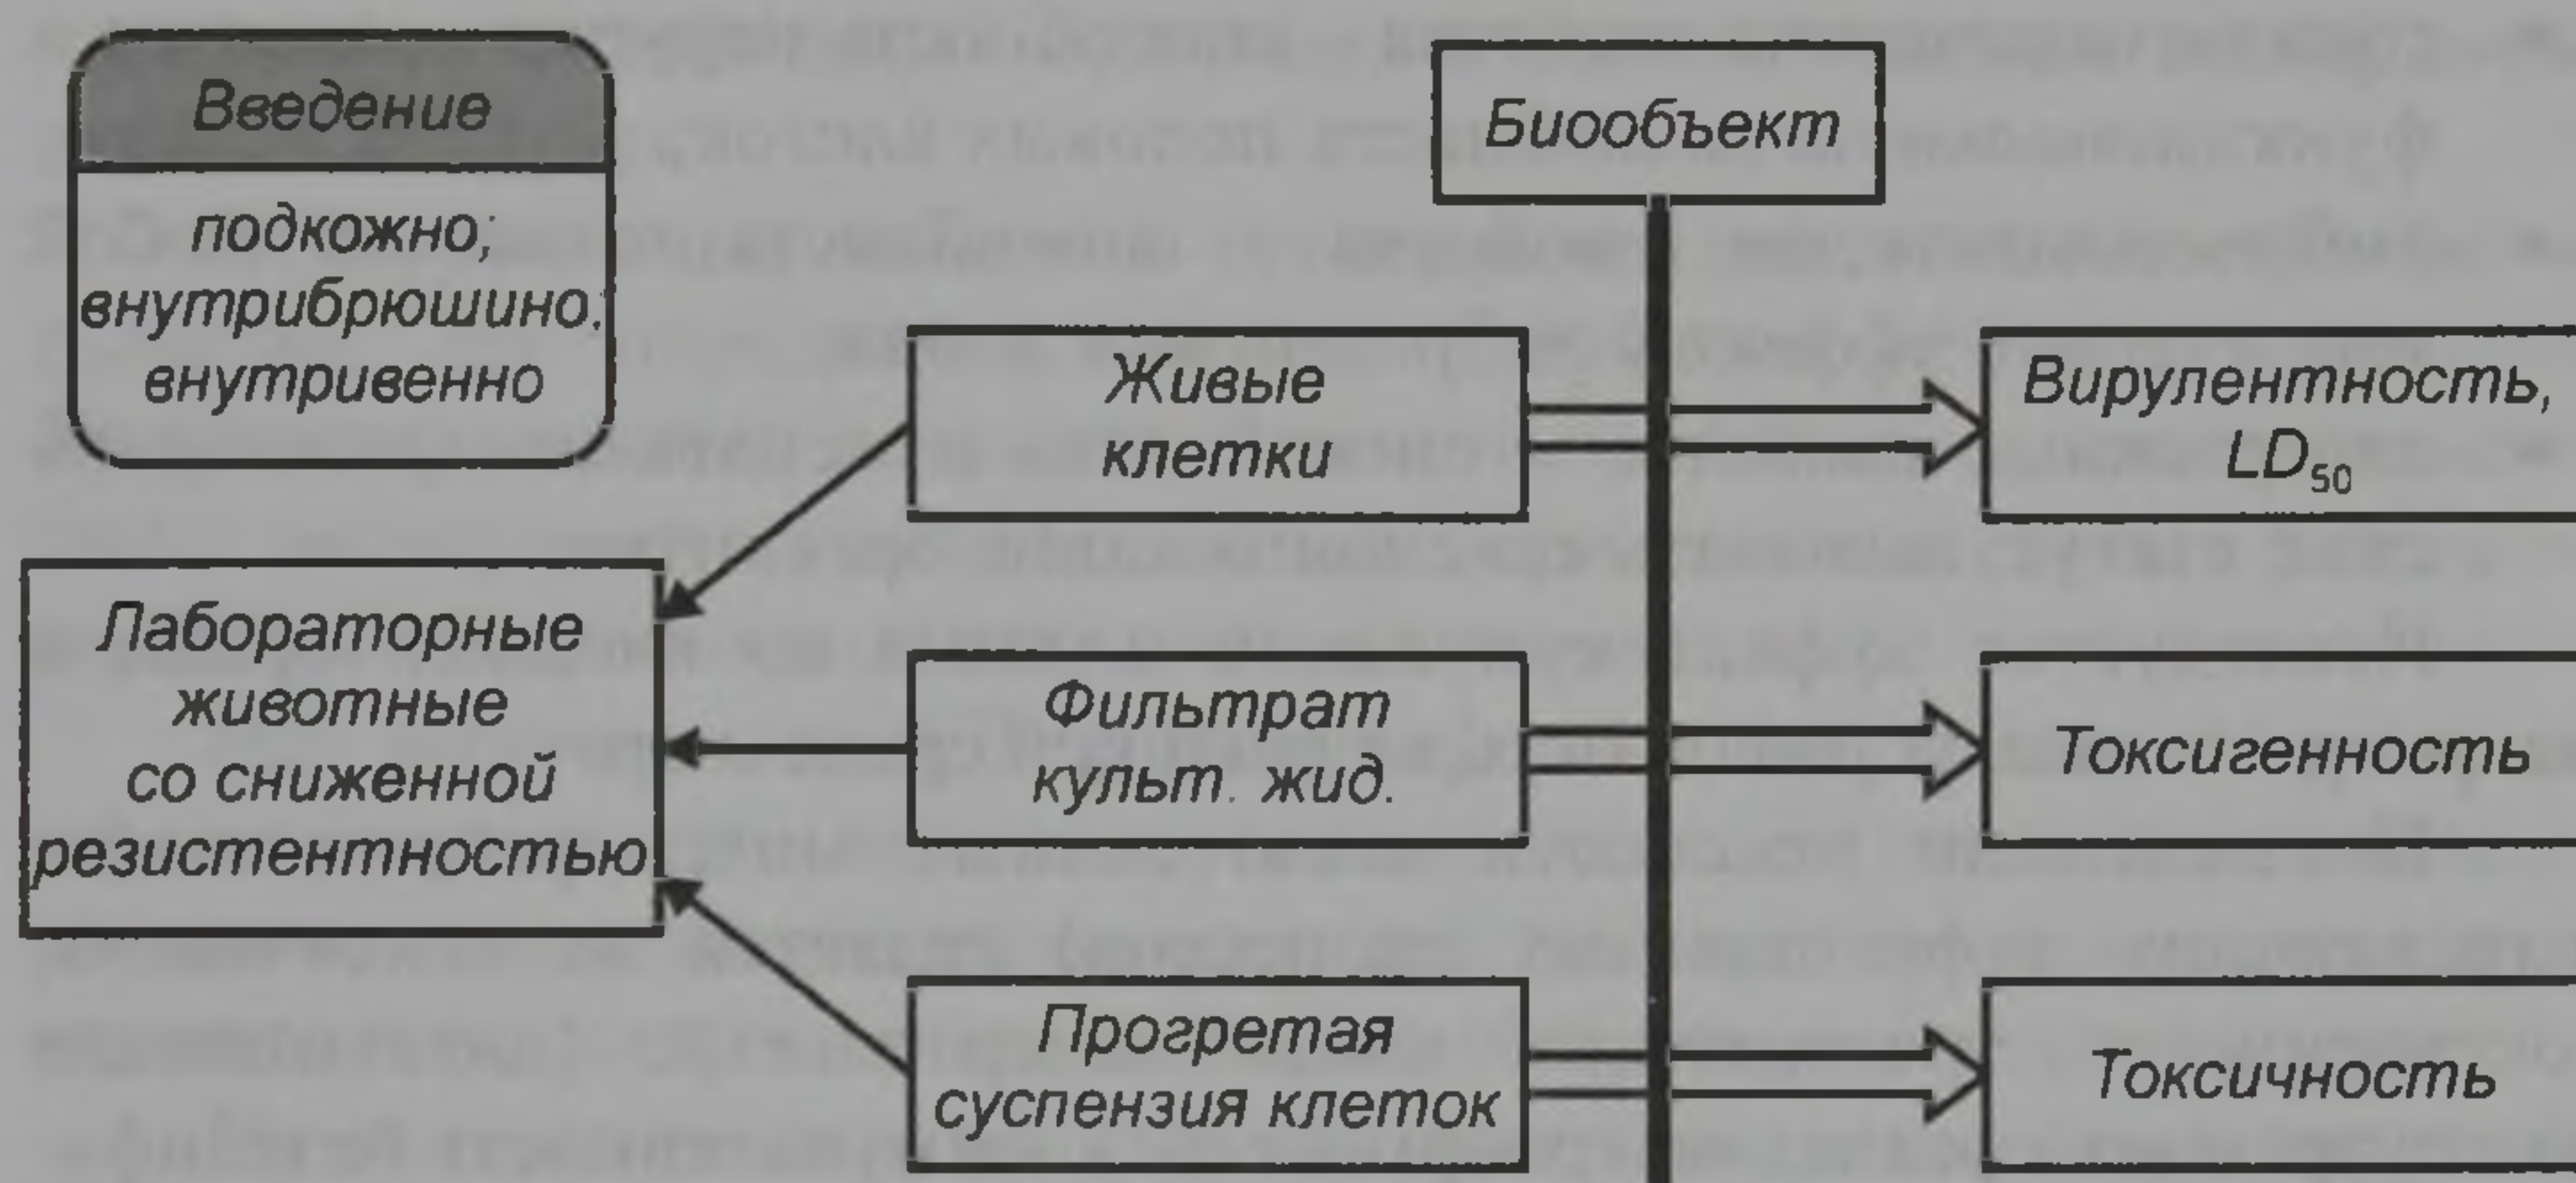 Введение
подкожно;
внутрибрюшино;
внутривенно
Биообъект
Живые
клетки
Вирулентность,
LD₅₀
Лабораторные
животные
со сниженной
резистентностью
Фильтрат
культ. жид.
Токсигенность
Прогретая
суспензия клеток
Токсичность